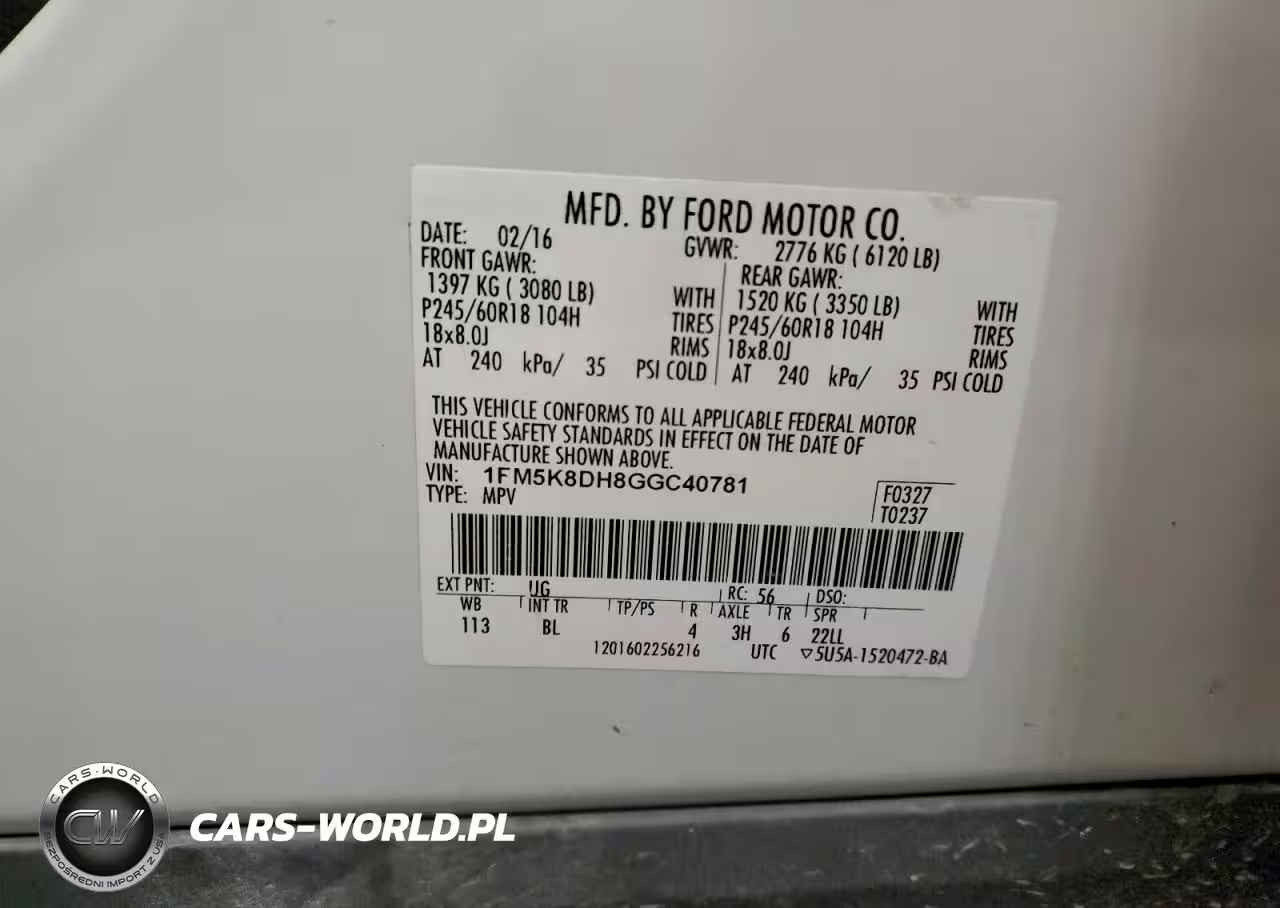 MFD. BY FORD MOTOR CO.
DATE: 02/16 GVWR: 2776 KG ( 6120 LB)
FRONT GAWR: REAR GAWR:
1397 KG ( 3080 LB) WITH 1520 KG ( 3350 LB) WITH
P245/60R18 104H TIRES P245/60R18 104H TIRES
18x8.0J RIMS 18x8.0J RIMS
AT 240 kPa/ 35 PSI COLD AT 240 kPa/ 35 PSI COLD
THIS VEHICLE CONFORMS TO ALL APPLICABLE FEDERAL MOTOR
VEHICLE SAFETY STANDARDS IN EFFECT ON THE DATE OF
MANUFACTURE SHOWN ABOVE.
VIN: 1FM5K8DH8GGC40781
TYPE: MPV
F0327
T0237
EXT PNT: UG RC: 56 DSO:
WB INT TR TP/PS R AXLE TR SPR
113 BL 4 3H 6 22LL
1201602256216 UTC ▽5U5A-1520472-BA
CARS-WORLD
CW
BEZPOŚREDNI IMPORT Z USA
CARS-WORLD.PL